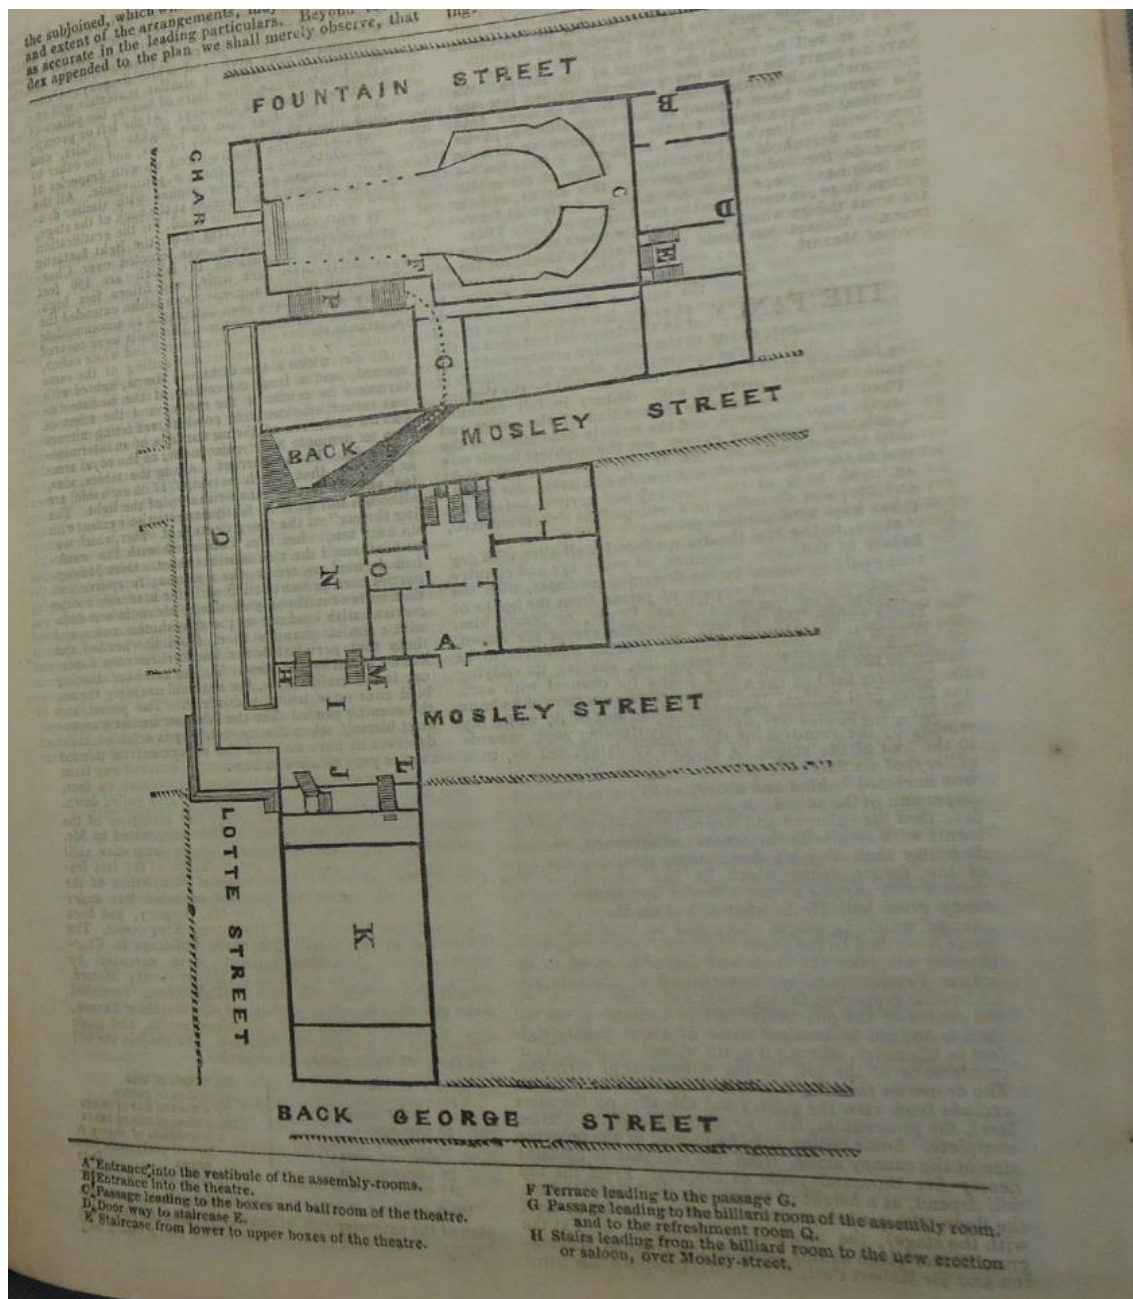 the subjoined, which
and extent of the arrangements, may
as accurate in the leading particulars. Beyond
dex appended to the plan we shall merely observe, that
ing.
FOUNTAIN STREET
CHAR
B
C
D
E
F
P
G
BACK MOSLEY STREET
Q
N
O
I
A
H
M
I
MOSLEY STREET
J
L
LOTTE STREET
K
BACK GEORGE STREET
A Entrance into the vestibule of the assembly-rooms.
B Entrance into the theatre.
C Passage leading to the boxes and ball room of the theatre.
D Door way to staircase E.
E Staircase from lower to upper boxes of the theatre.
F Terrace leading to the passage G.
G Passage leading to the billiard room of the assembly room,
and to the refreshment room Q.
H Stairs leading from the billiard room to the new erection
or saloon, over Mosley-street.